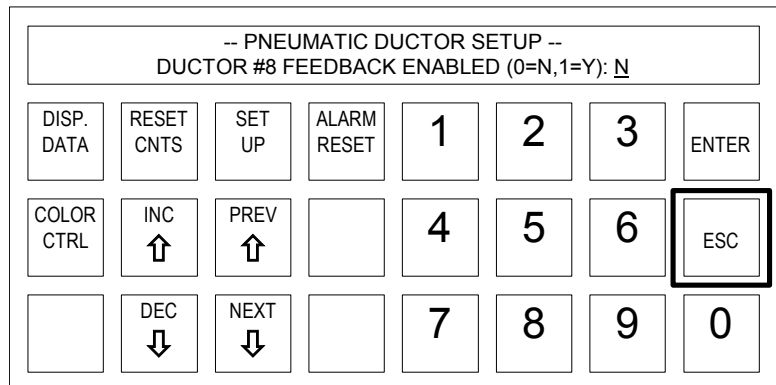 -- PNEUMATIC DUCTOR SETUP --
DUCTOR #8 FEEDBACK ENABLED (0=N,1=Y): N
DISP. DATA
RESET CNTS
SET UP
ALARM RESET
1
2
3
ENTER
COLOR CTRL
INC
PREV
4
5
6
ESC
DEC
NEXT
7
8
9
0